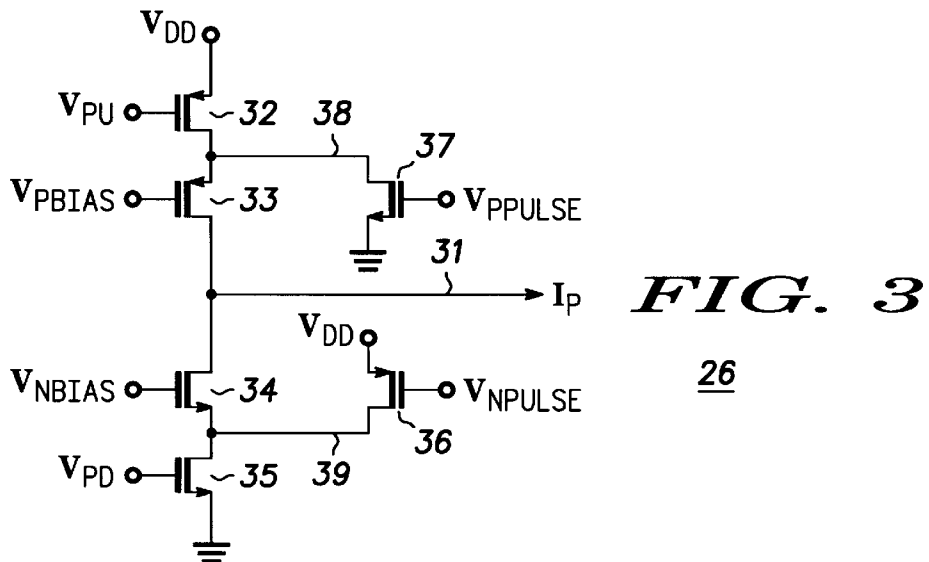 VDD
VPU
32
38
37
VPBIAS
33
VPPULSE
31
IP
FIG. 3
VDD
26
VNBIAS
34
VNPULSE
36
39
VPD
35